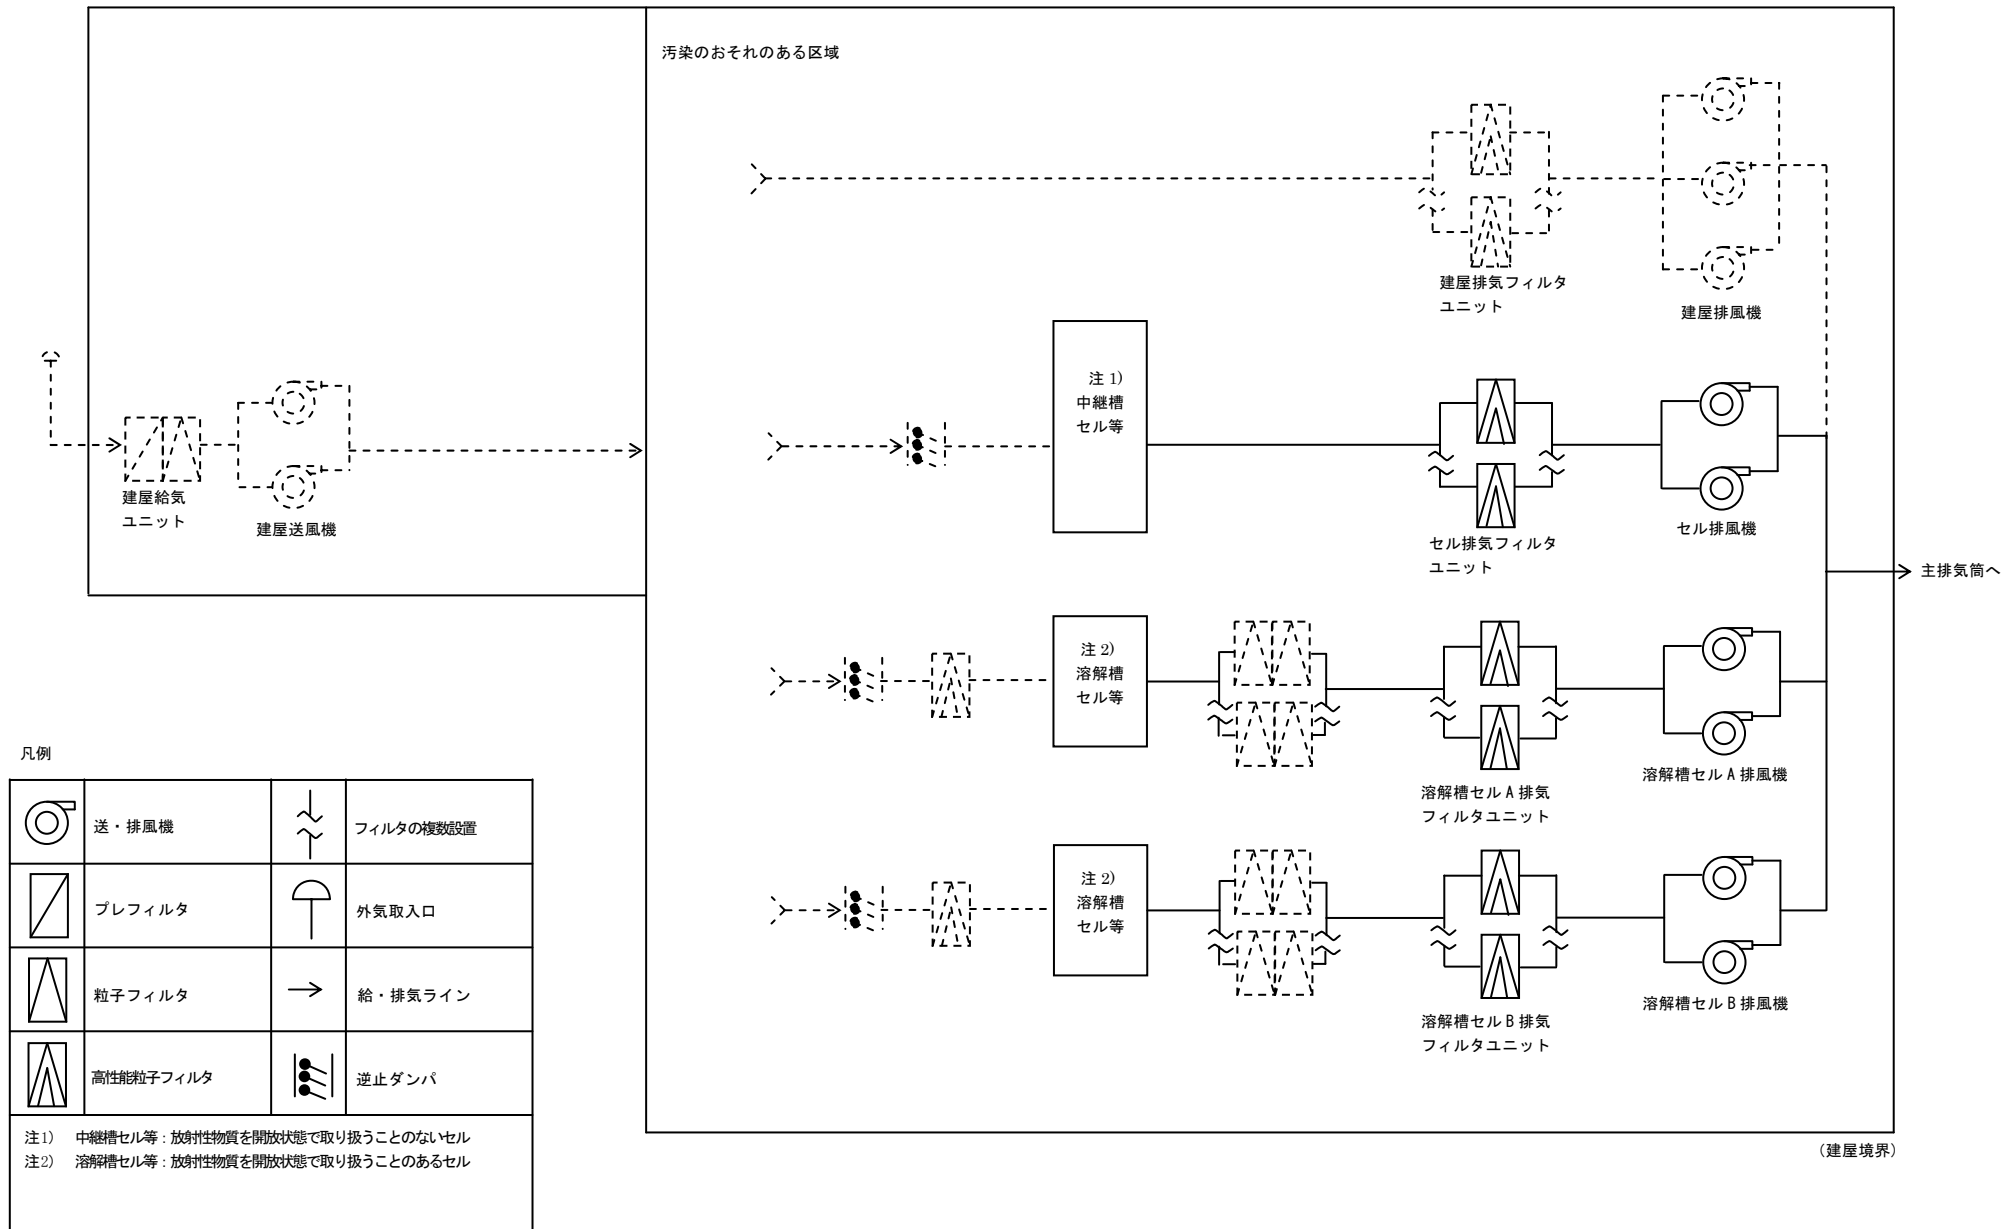 汚染のおそれのある区域
建屋排気フィルタ
ユニット
建屋排風機
建屋給気
ユニット
建屋送風機
注 1)
中継槽
セル等
セル排気フィルタ
ユニット
セル排風機
主排気筒へ
注 2)
溶解槽
セル等
溶解槽セル A 排気
フィルタユニット
溶解槽セル A 排風機
注 2)
溶解槽
セル等
溶解槽セル B 排気
フィルタユニット
溶解槽セル B 排風機
(建屋境界)
凡例
送・排風機
フィルタの複数設置
プレフィルタ
外気取入口
粒子フィルタ
給・排気ライン
高性能粒子フィルタ
逆止ダンパ
注1) 中継槽セル等：放射性物質を開放状態で取り扱うことのないセル
注2) 溶解槽セル等：放射性物質を開放状態で取り扱うことのあるセル